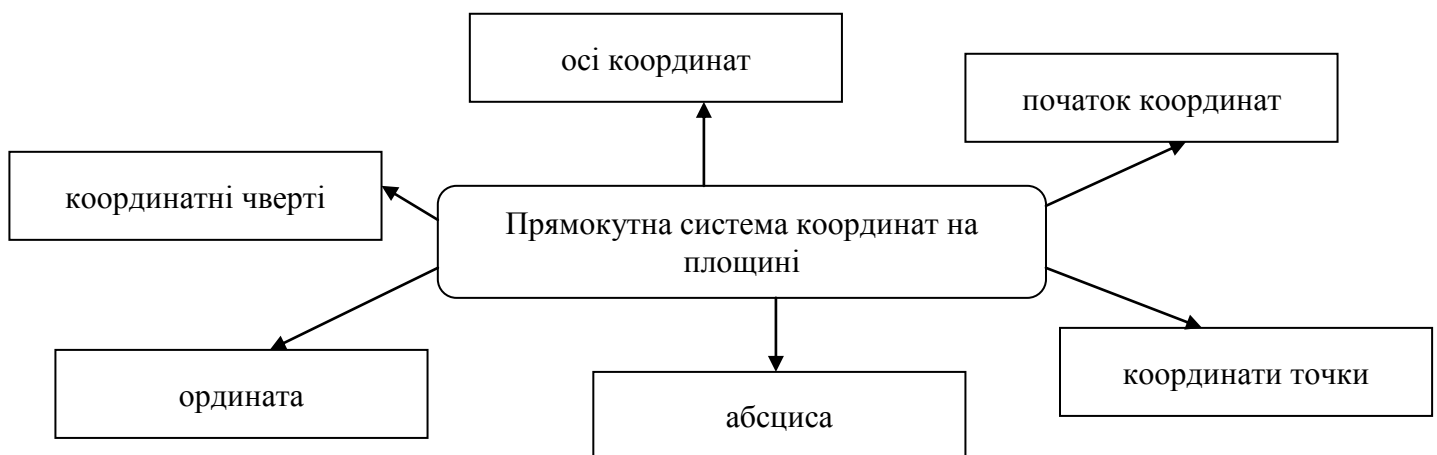 осі координат
початок координат
координатні чверті
Прямокутна система координат на
площині
ордината
абсциса
координати точки